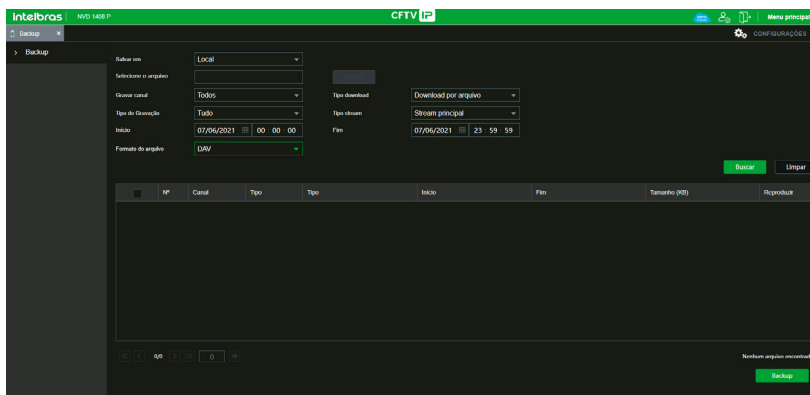 intelbras NVD 1408 P CFTV IP Menu principal
Backup × CONFIGURAÇÕES
> Backup
Salvar em Local
Selecione o arquivo
Gravar canal Todos Tipo download Download por arquivo
Tipo de Gravação Tudo Tipo stream Stream principal
Início 07/06/2021 00 : 00 : 00 Fim 07/06/2021 23 : 59 : 59
Formato do arquivo DAV
Buscar Limpar
Nº Canal Tipo Tipo Início Fim Tamanho (KB) Reproduzir
0/0 0 Nenhum arquivo encontrad
Backup